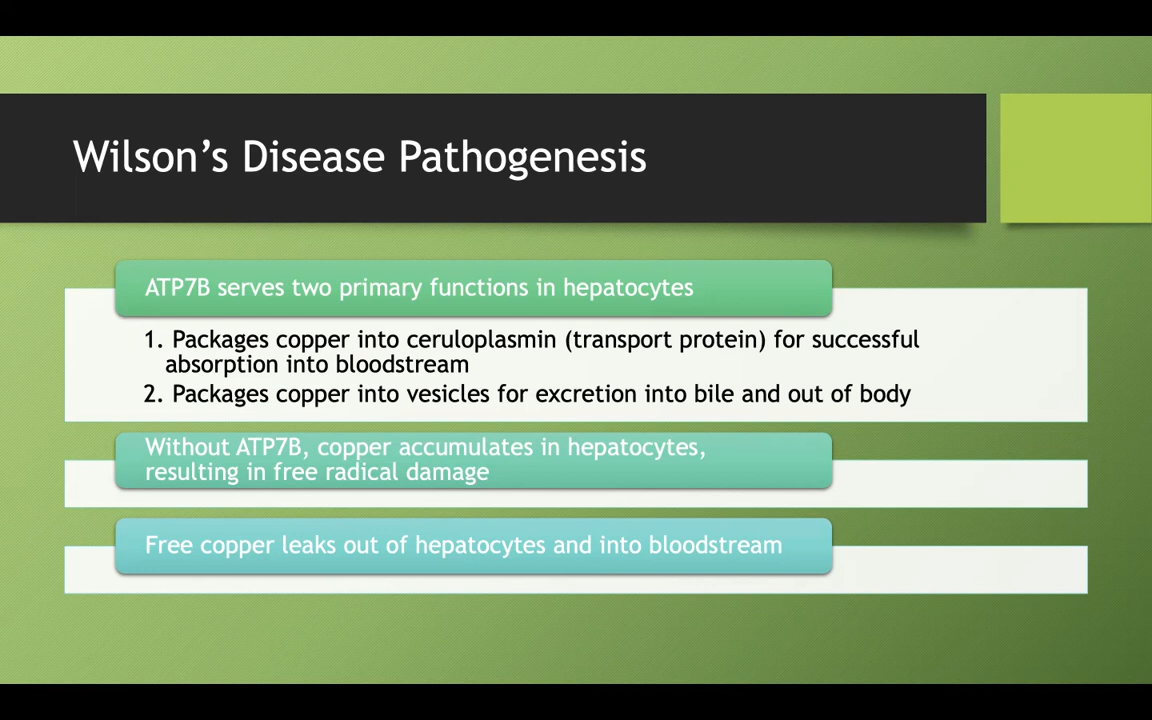 Wilson’s Disease Pathogenesis
ATP7B serves two primary functions in hepatocytes
1. Packages copper into ceruloplasmin (transport protein) for successful
absorption into bloodstream
2. Packages copper into vesicles for excretion into bile and out of body
Without ATP7B, copper accumulates in hepatocytes,
resulting in free radical damage
Free copper leaks out of hepatocytes and into bloodstream